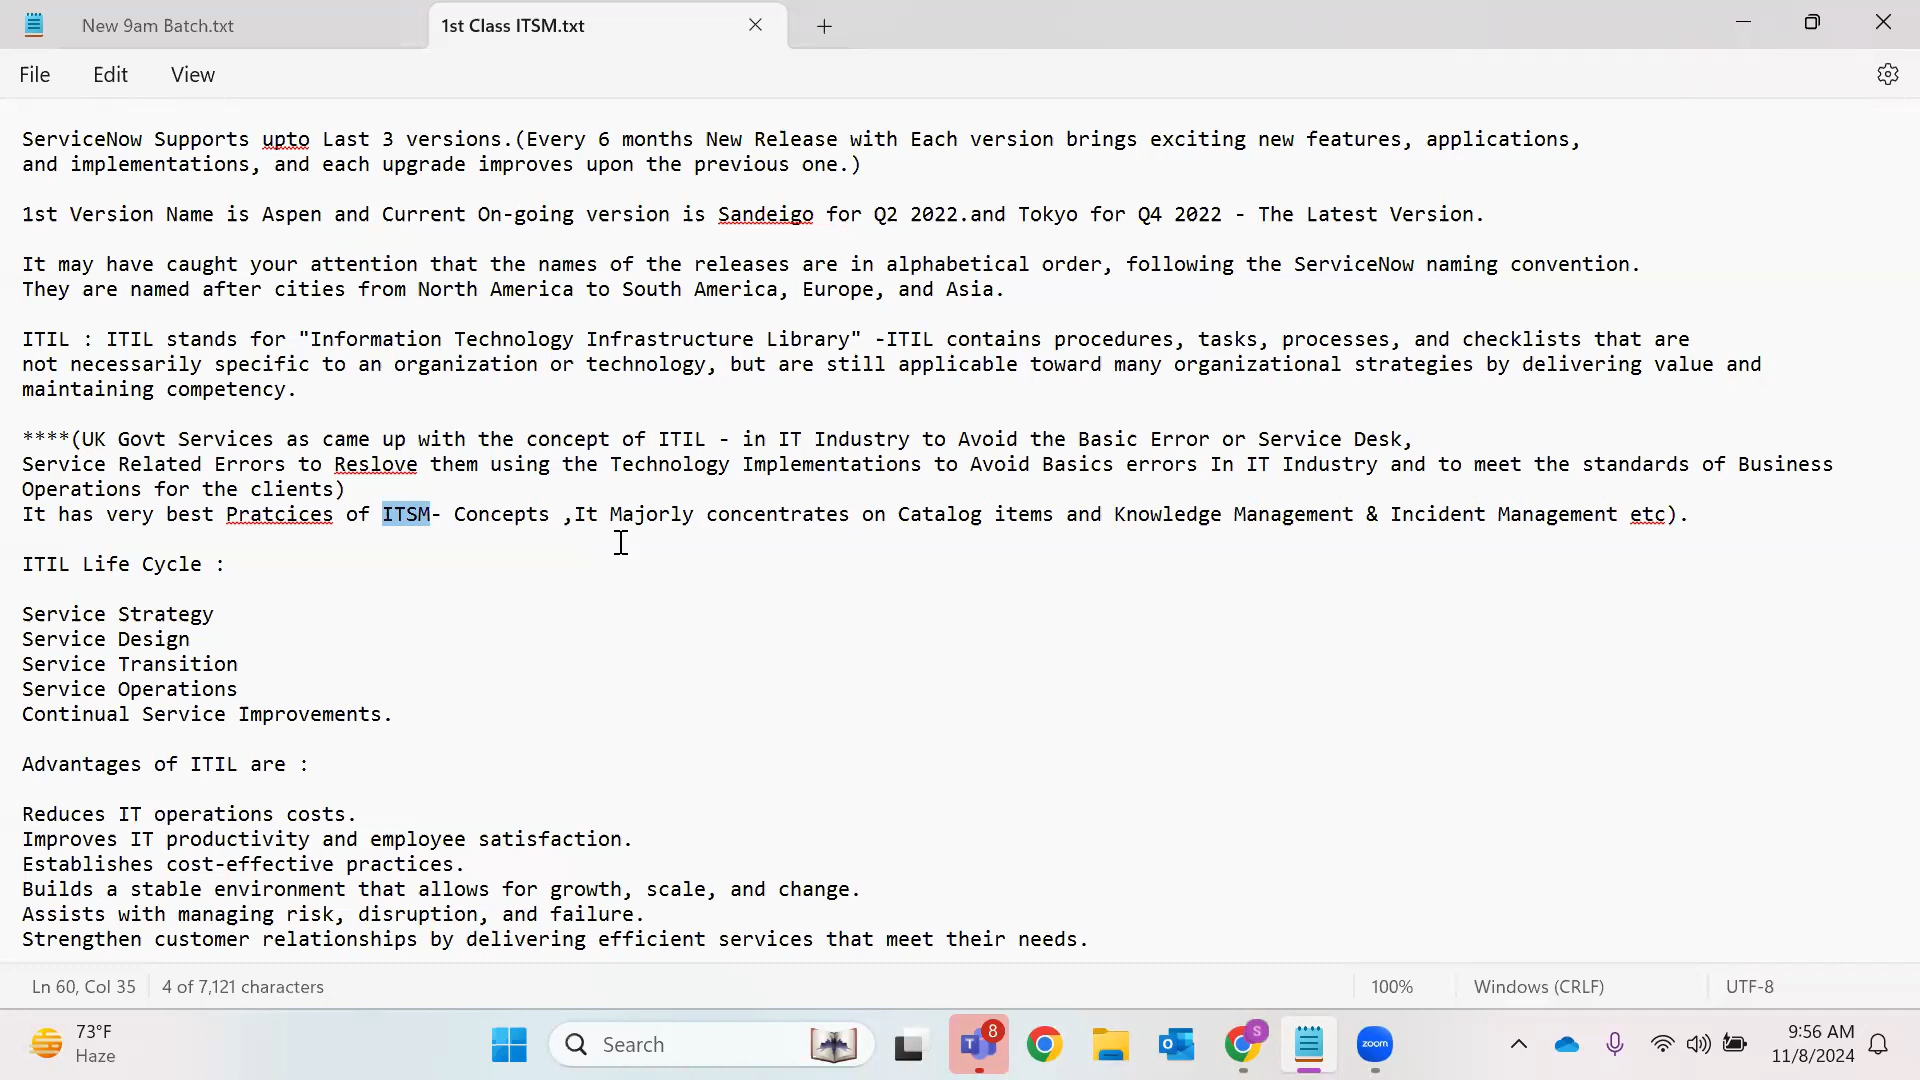 New 9am Batch.txt
1st Class ITSM.txt
File Edit View
ServiceNow Supports upto Last 3 versions.(Every 6 months New Release with Each version brings exciting new features, applications,
and implementations, and each upgrade improves upon the previous one.)
1st Version Name is Aspen and Current On-going version is Sandeigo for Q2 2022.and Tokyo for Q4 2022 - The Latest Version.
It may have caught your attention that the names of the releases are in alphabetical order, following the ServiceNow naming convention.
They are named after cities from North America to South America, Europe, and Asia.
ITIL : ITIL stands for "Information Technology Infrastructure Library" -ITIL contains procedures, tasks, processes, and checklists that are
not necessarily specific to an organization or technology, but are still applicable toward many organizational strategies by delivering value and
maintaining competency.
****(UK Govt Services as came up with the concept of ITIL - in IT Industry to Avoid the Basic Error or Service Desk,
Service Related Errors to Reslove them using the Technology Implementations to Avoid Basics errors In IT Industry and to meet the standards of Business
Operations for the clients)
It has very best Pratcices of ITSM- Concepts ,It Majorly concentrates on Catalog items and Knowledge Management & Incident Management etc).
ITIL Life Cycle :
Service Strategy
Service Design
Service Transition
Service Operations
Continual Service Improvements.
Advantages of ITIL are :
Reduces IT operations costs.
Improves IT productivity and employee satisfaction.
Establishes cost-effective practices.
Builds a stable environment that allows for growth, scale, and change.
Assists with managing risk, disruption, and failure.
Strengthen customer relationships by delivering efficient services that meet their needs.
Ln 60, Col 35 4 of 7,121 characters 100% Windows (CRLF) UTF-8
73°F
Haze
Search
T
8
O
S
zoom
9:56 AM
11/8/2024